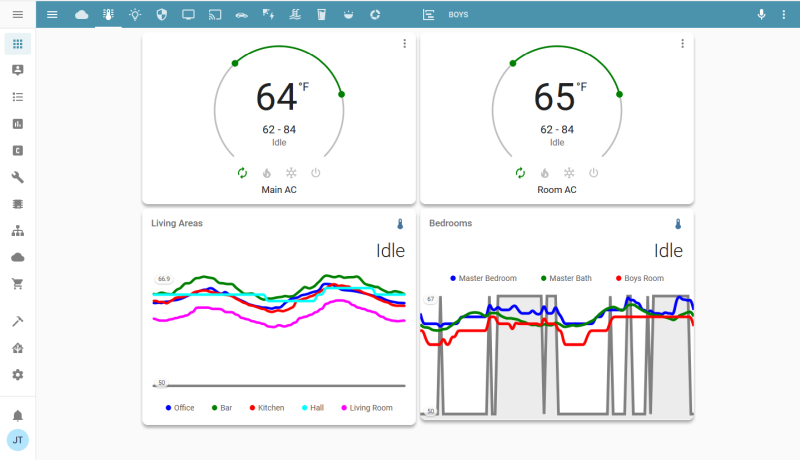 BOYS
64 °F
62 - 84
Idle
Main AC
65 °F
62 - 84
Idle
Room AC
Living Areas
Idle
66.9
50
Office Bar Kitchen Hall Living Room
Bedrooms
Idle
Master Bedroom Master Bath Boys Room
67
50
C
JT